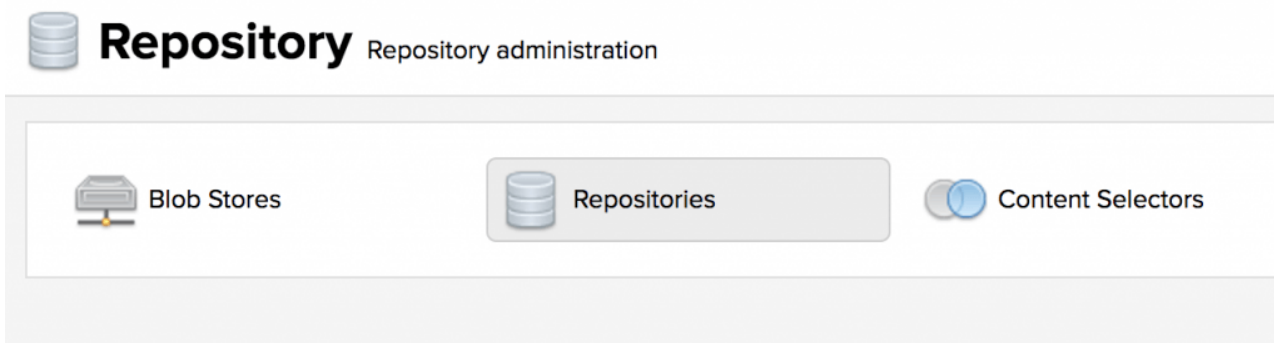 Repository Repository administration
Blob Stores
Repositories
Content Selectors